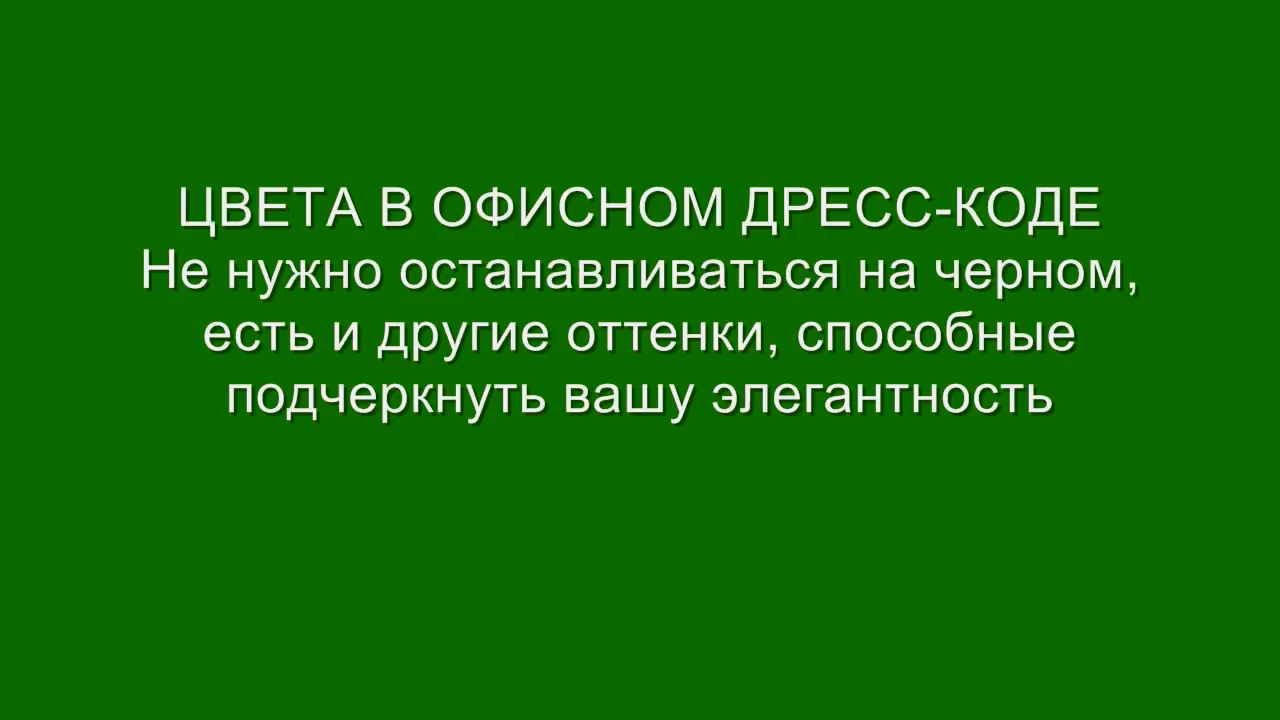 ЦВЕТА В ОФИСНОМ ДРЕСС-КОДЕ
Не нужно останавливаться на черном,
есть и другие оттенки, способные
подчеркнуть вашу элегантность